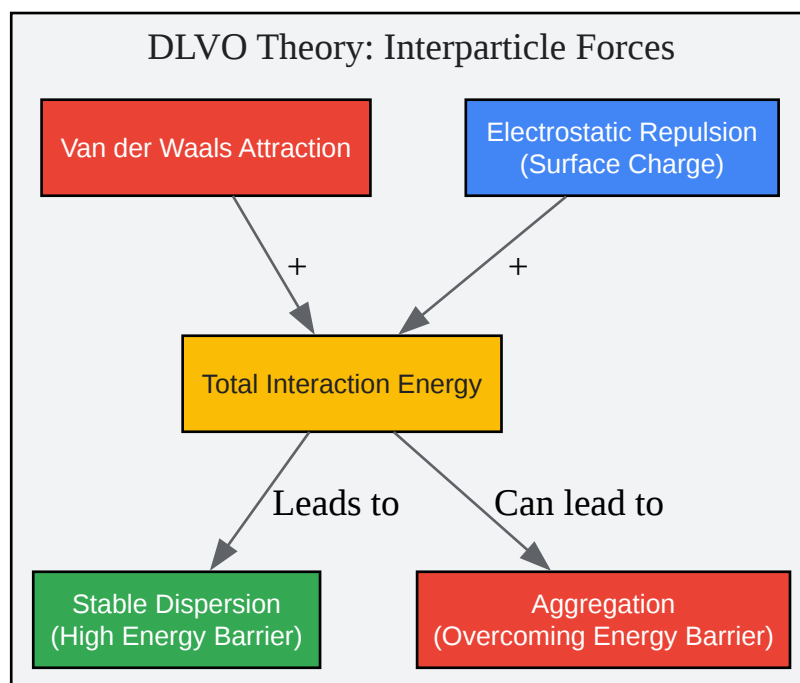 DLVO Theory: Interparticle Forces
Van der Waals Attraction
Electrostatic Repulsion
(Surface Charge)
+
+
Total Interaction Energy
Leads to
Can lead to
Stable Dispersion
(High Energy Barrier)
Aggregation
(Overcoming Energy Barrier)